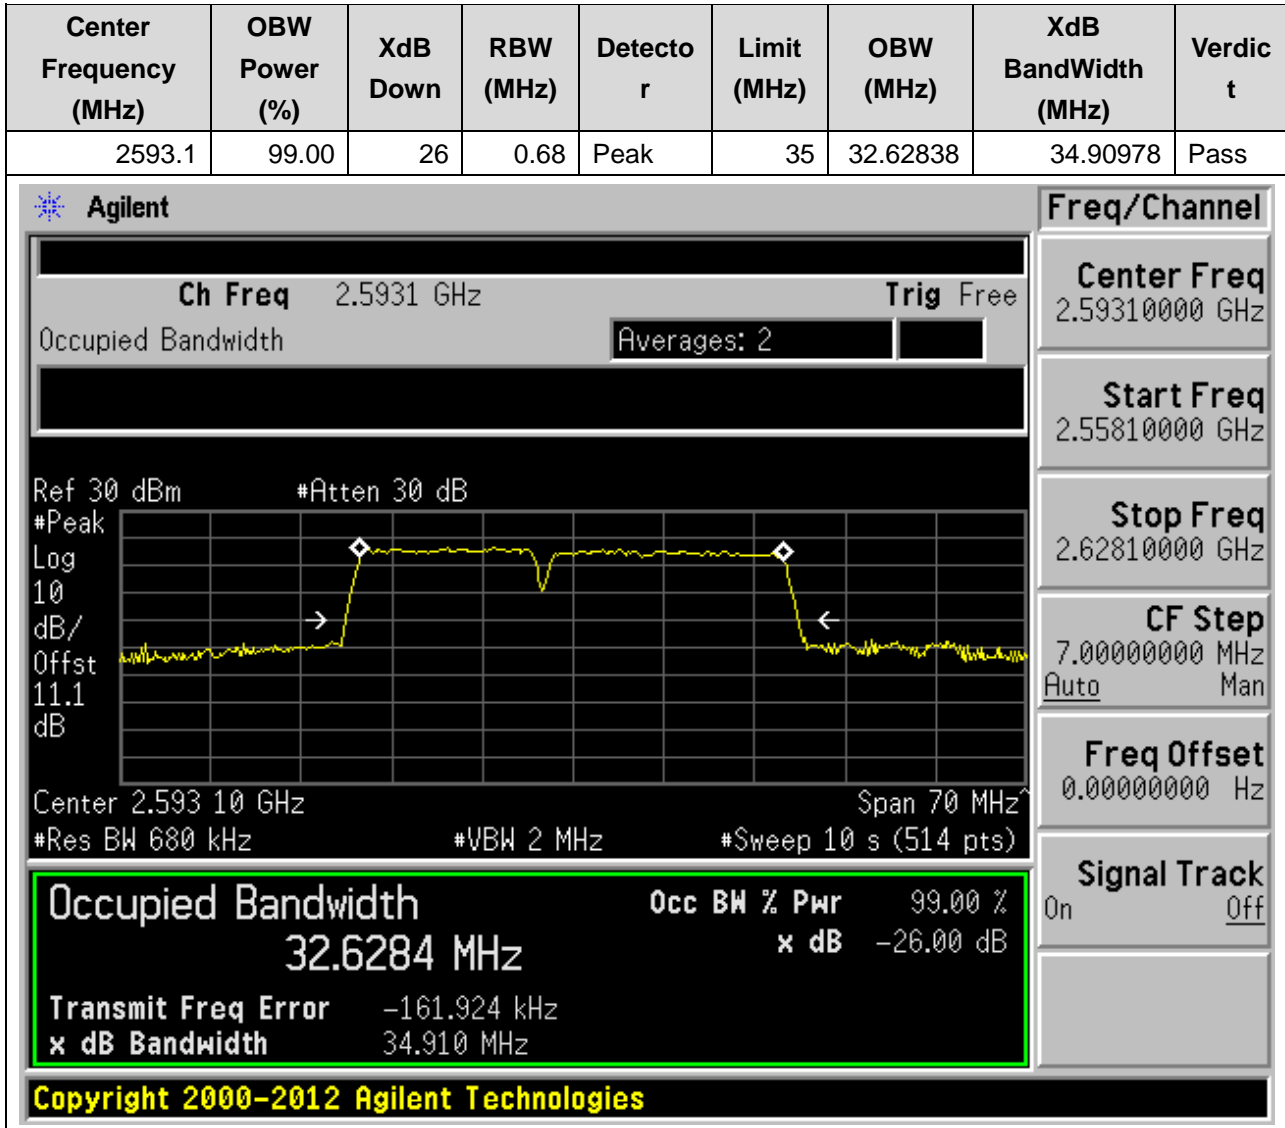 Center Frequency (MHz) OBW Power (%) XdB Down RBW (MHz) Detector Limit (MHz) OBW (MHz) XdB BandWidth (MHz) Verdict
2593.1 99.00 26 0.68 Peak 35 32.62838 34.90978 Pass
Agilent
Freq/Channel
Ch Freq 2.5931 GHz Trig Free
Occupied Bandwidth Averages: 2
Center Freq
2.59310000 GHz
Start Freq
2.55810000 GHz
Stop Freq
2.62810000 GHz
CF Step
7.00000000 MHz
Auto Man
Freq Offset
0.00000000 Hz
Signal Track
On Off
Ref 30 dBm #Atten 30 dB
#Peak
Log
10
dB/
Offst
11.1
dB
Center 2.593 10 GHz Span 70 MHz^
#Res BW 680 kHz #VBW 2 MHz #Sweep 10 s (514 pts)
Occupied Bandwidth Occ BW % Pwr 99.00 %
32.6284 MHz x dB -26.00 dB
Transmit Freq Error -161.924 kHz
x dB Bandwidth 34.910 MHz
Copyright 2000-2012 Agilent Technologies